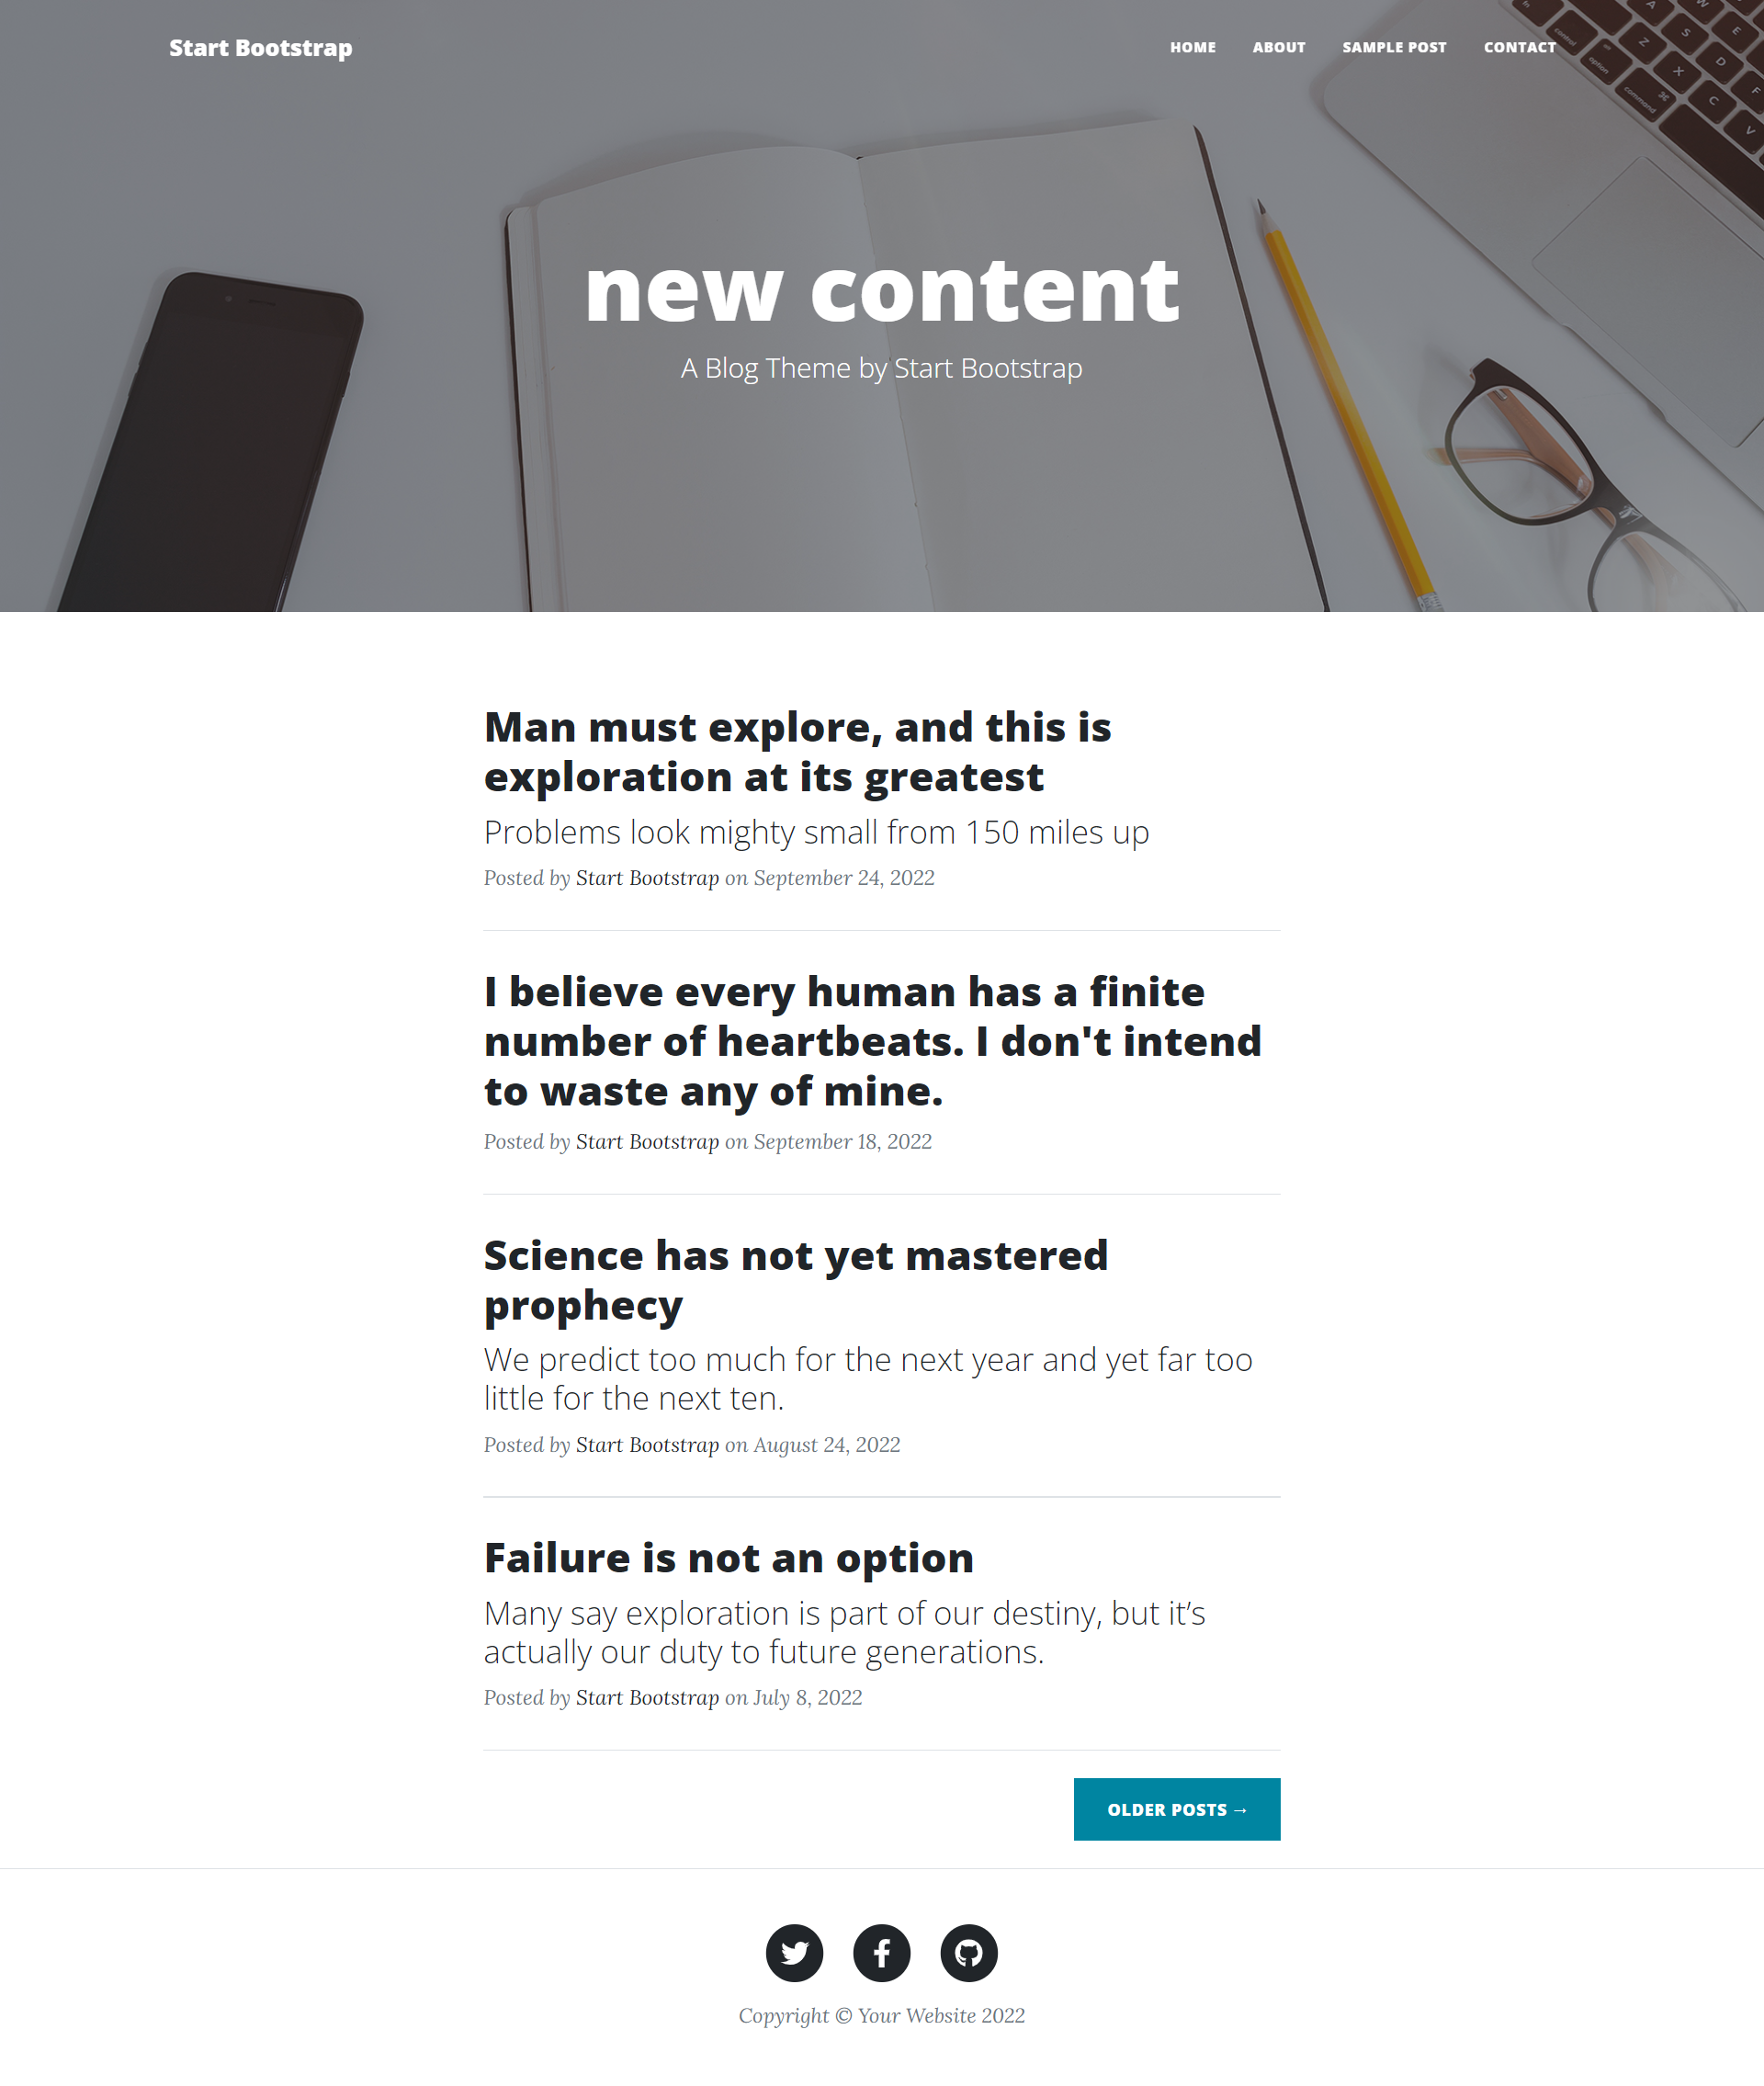 Start Bootstrap
HOME ABOUT SAMPLE POST CONTACT
fn
control
option
command
A
W
S
E
Z
D
X
F
C
V
⌘
new content
A Blog Theme by Start Bootstrap
Man must explore, and this is
exploration at its greatest
Problems look mighty small from 150 miles up
Posted by Start Bootstrap on September 24, 2022
I believe every human has a finite
number of heartbeats. I don't intend
to waste any of mine.
Posted by Start Bootstrap on September 18, 2022
Science has not yet mastered
prophecy
We predict too much for the next year and yet far too
little for the next ten.
Posted by Start Bootstrap on August 24, 2022
Failure is not an option
Many say exploration is part of our destiny, but it’s
actually our duty to future generations.
Posted by Start Bootstrap on July 8, 2022
OLDER POSTS →
Copyright © Your Website 2022